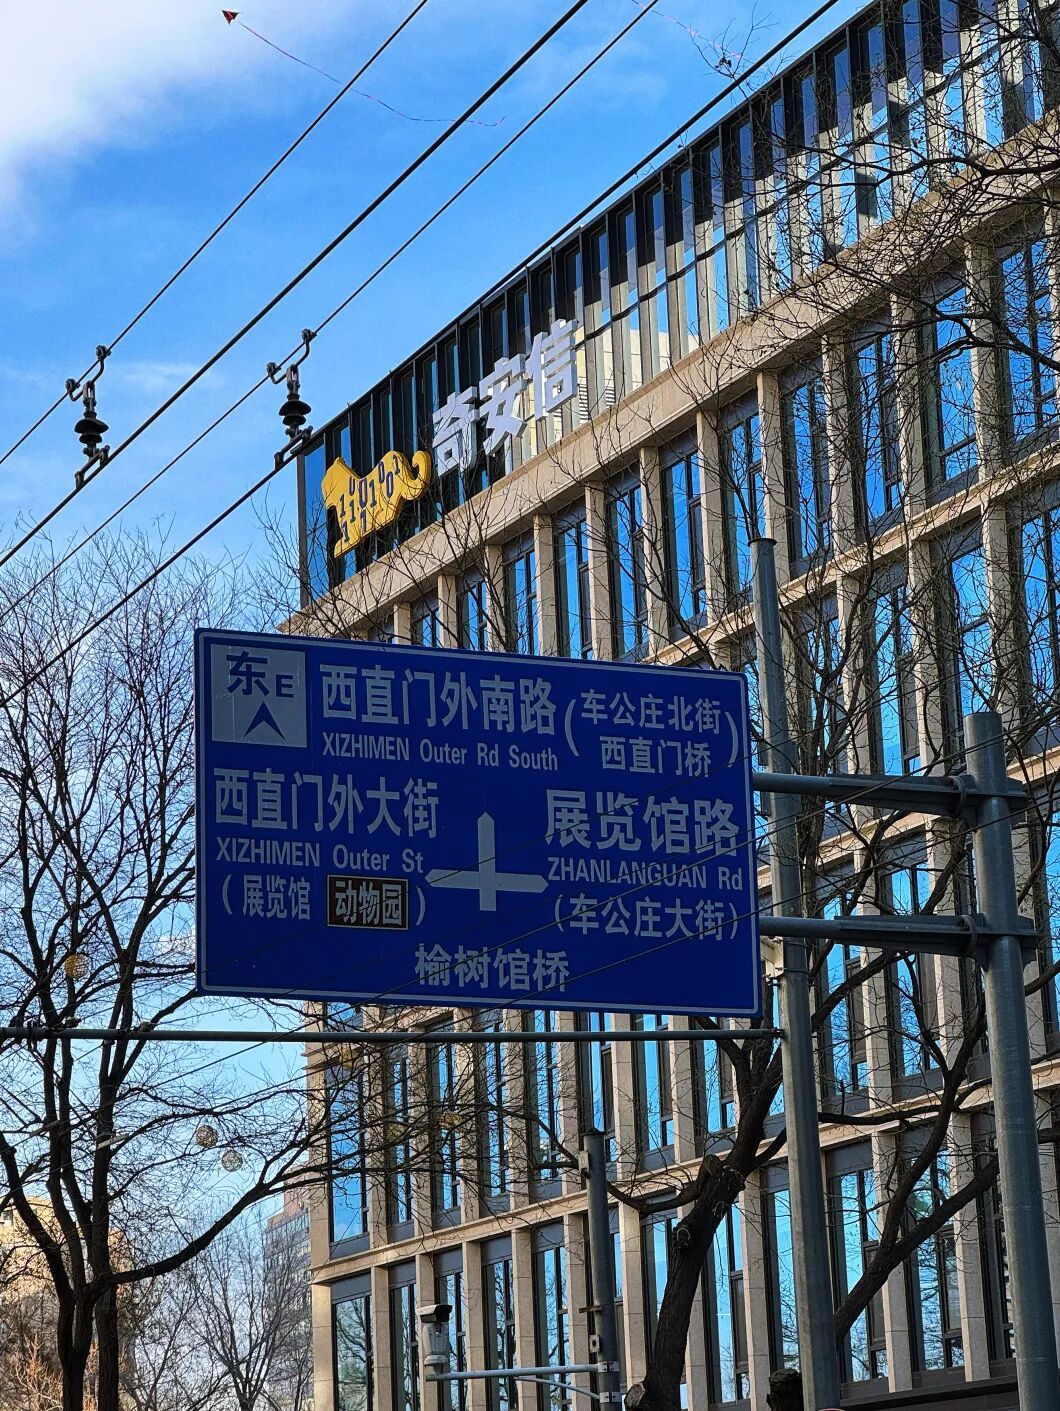 奇安信
东E
西直门外南路
XIZHIMEN Outer Rd South
(车公庄北街
西直门桥)
西直门外大街
XIZHIMEN Outer St
(展览馆 动物园)
展览馆路
ZHANLANGUAN Rd
(车公庄大街)
榆树馆桥